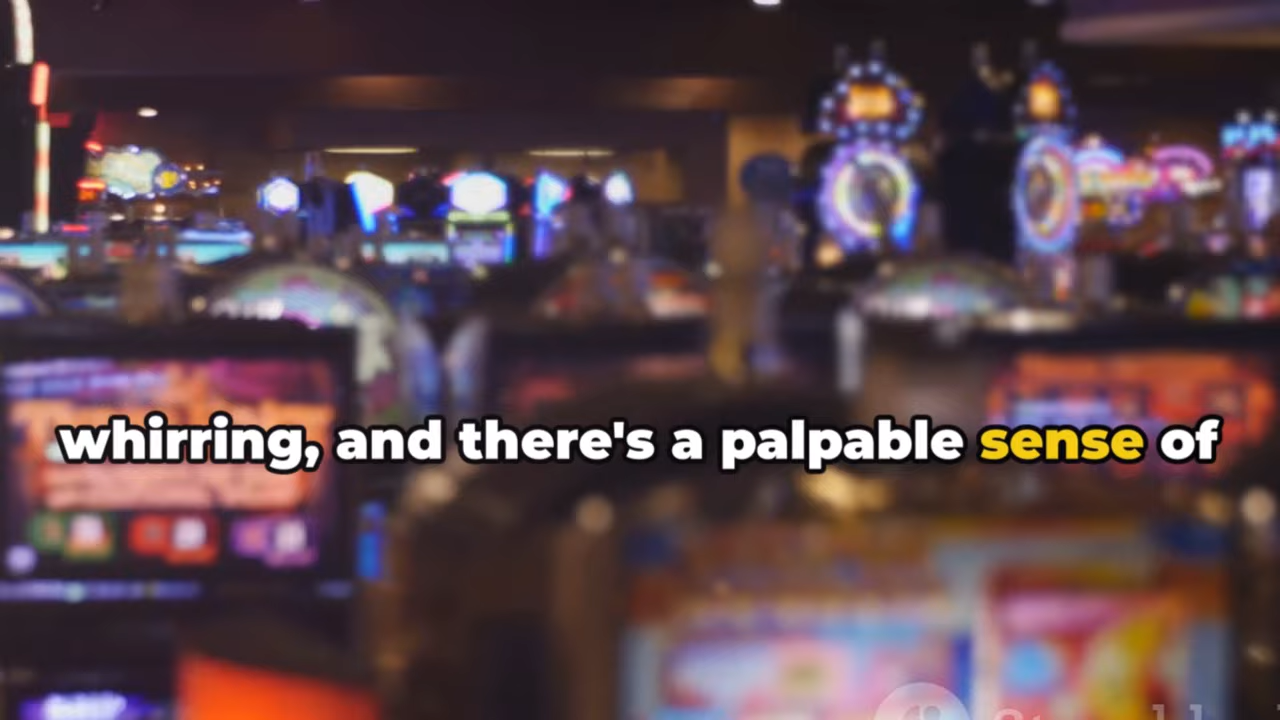 whirring, and there's a palpable sense of